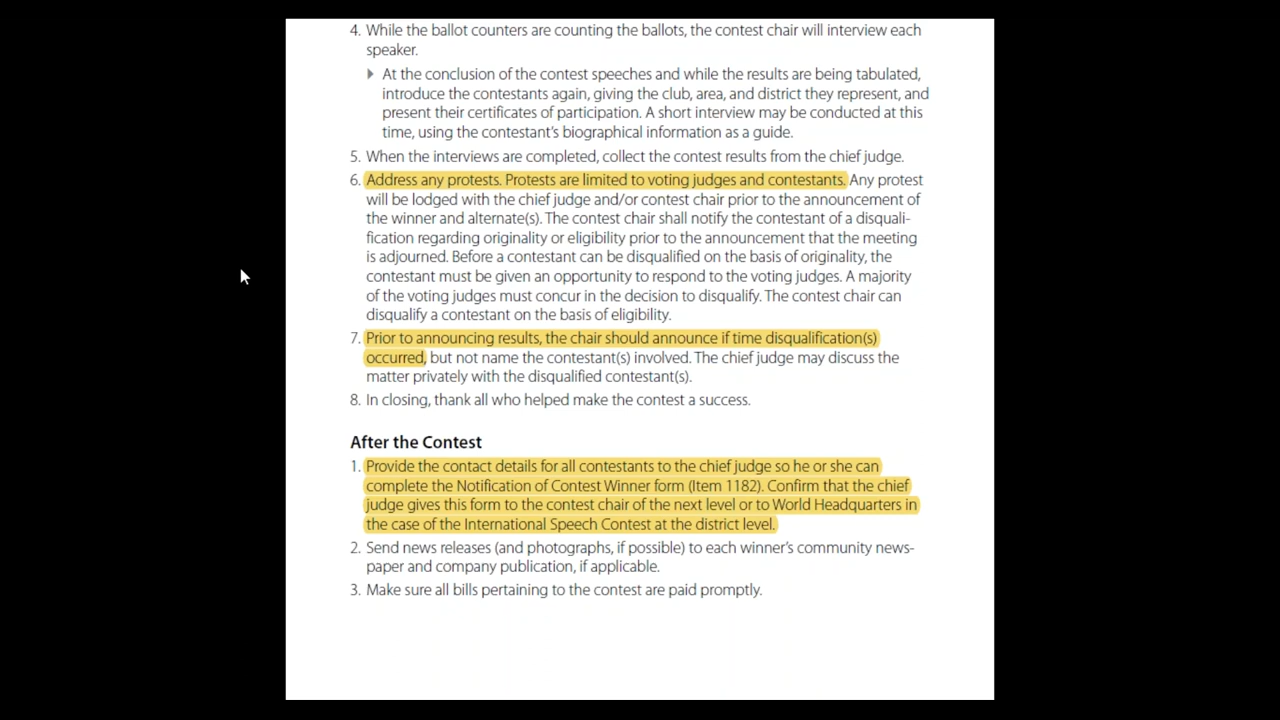 4. While the ballot counters are counting the ballots, the contest chair will interview each
speaker.
At the conclusion of the contest speeches and while the results are being tabulated,
introduce the contestants again, giving the club, area, and district they represent, and
present their certificates of participation. A short interview may be conducted at this
time, using the contestant’s biographical information as a guide.
5. When the interviews are completed, collect the contest results from the chief judge.
6. Address any protests. Protests are limited to voting judges and contestants. Any protest
will be lodged with the chief judge and/or contest chair prior to the announcement of
the winner and alternate(s). The contest chair shall notify the contestant of a disquali-
fication regarding originality or eligibility prior to the announcement that the meeting
is adjourned. Before a contestant can be disqualified on the basis of originality, the
contestant must be given an opportunity to respond to the voting judges. A majority
of the voting judges must concur in the decision to disqualify. The contest chair can
disqualify a contestant on the basis of eligibility.
7. Prior to announcing results, the chair should announce if time disqualification(s)
occurred, but not name the contestant(s) involved. The chief judge may discuss the
matter privately with the disqualified contestant(s).
8. In closing, thank all who helped make the contest a success.
After the Contest
1. Provide the contact details for all contestants to the chief judge so he or she can
complete the Notification of Contest Winner form (Item 1182). Confirm that the chief
judge gives this form to the contest chair of the next level or to World Headquarters in
the case of the International Speech Contest at the district level.
2. Send news releases (and photographs, if possible) to each winner’s community news-
paper and company publication, if applicable.
3. Make sure all bills pertaining to the contest are paid promptly.